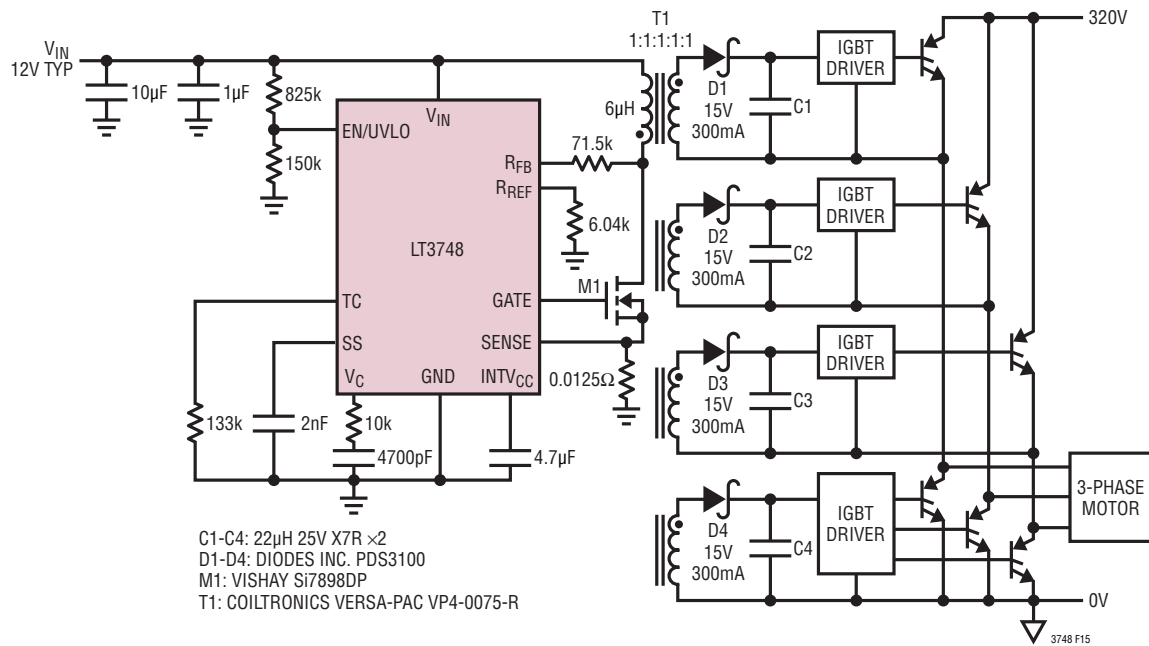 V_IN
12V TYP
10µF
1µF
825k
150k
EN/UVLO
V_IN
R_FB
R_REF
LT3748
TC
SS
V_C
GND
INTV_CC
GATE
SENSE
71.5k
6.04k
6µH
T1
1:1:1:1:1
M1
0.0125Ω
133k
2nF
10k
4700pF
4.7µF
D1
15V
300mA
C1
IGBT
DRIVER
320V
D2
15V
300mA
C2
IGBT
DRIVER
D3
15V
300mA
C3
IGBT
DRIVER
D4
15V
300mA
C4
IGBT
DRIVER
3-PHASE
MOTOR
0V
C1-C4: 22µH 25V X7R ×2
D1-D4: DIODES INC. PDS3100
M1: VISHAY Si7898DP
T1: COILTRONICS VERSA-PAC VP4-0075-R
3748 F15